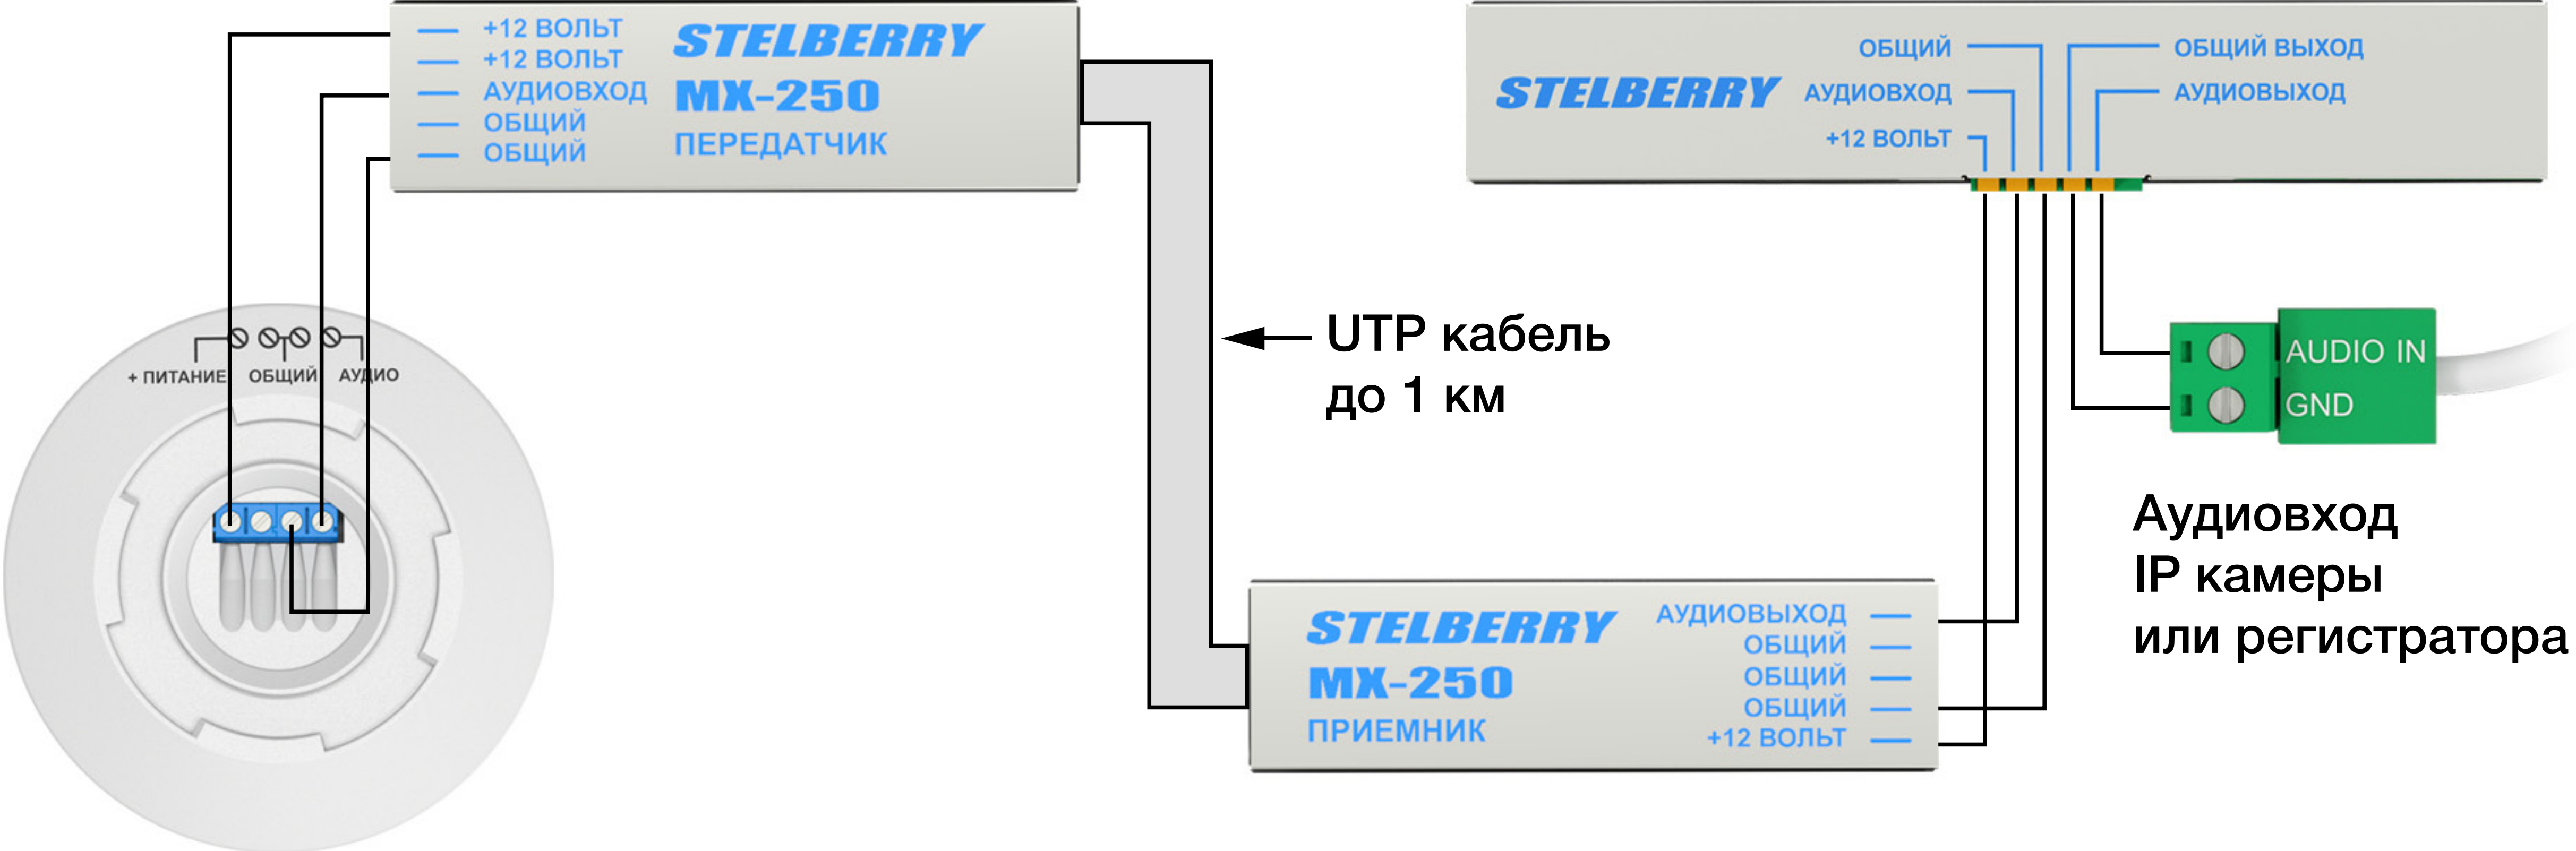 +12 ВОЛЬТ
+12 ВОЛЬТ
АУДИОВХОД
ОБЩИЙ
ОБЩИЙ
STELBERRY
MX-250
ПЕРЕДАТЧИК
STELBERRY
ОБЩИЙ
АУДИОВХОД
+12 ВОЛЬТ
ОБЩИЙ ВЫХОД
АУДИОВЫХОД
+ ПИТАНИЕ
ОБЩИЙ
АУДИО
UTP кабель
до 1 км
AUDIO IN
GND
Аудиовход
IP камеры
или регистратора
STELBERRY
MX-250
ПРИЕМНИК
АУДИОВЫХОД
ОБЩИЙ
ОБЩИЙ
ОБЩИЙ
+12 ВОЛЬТ